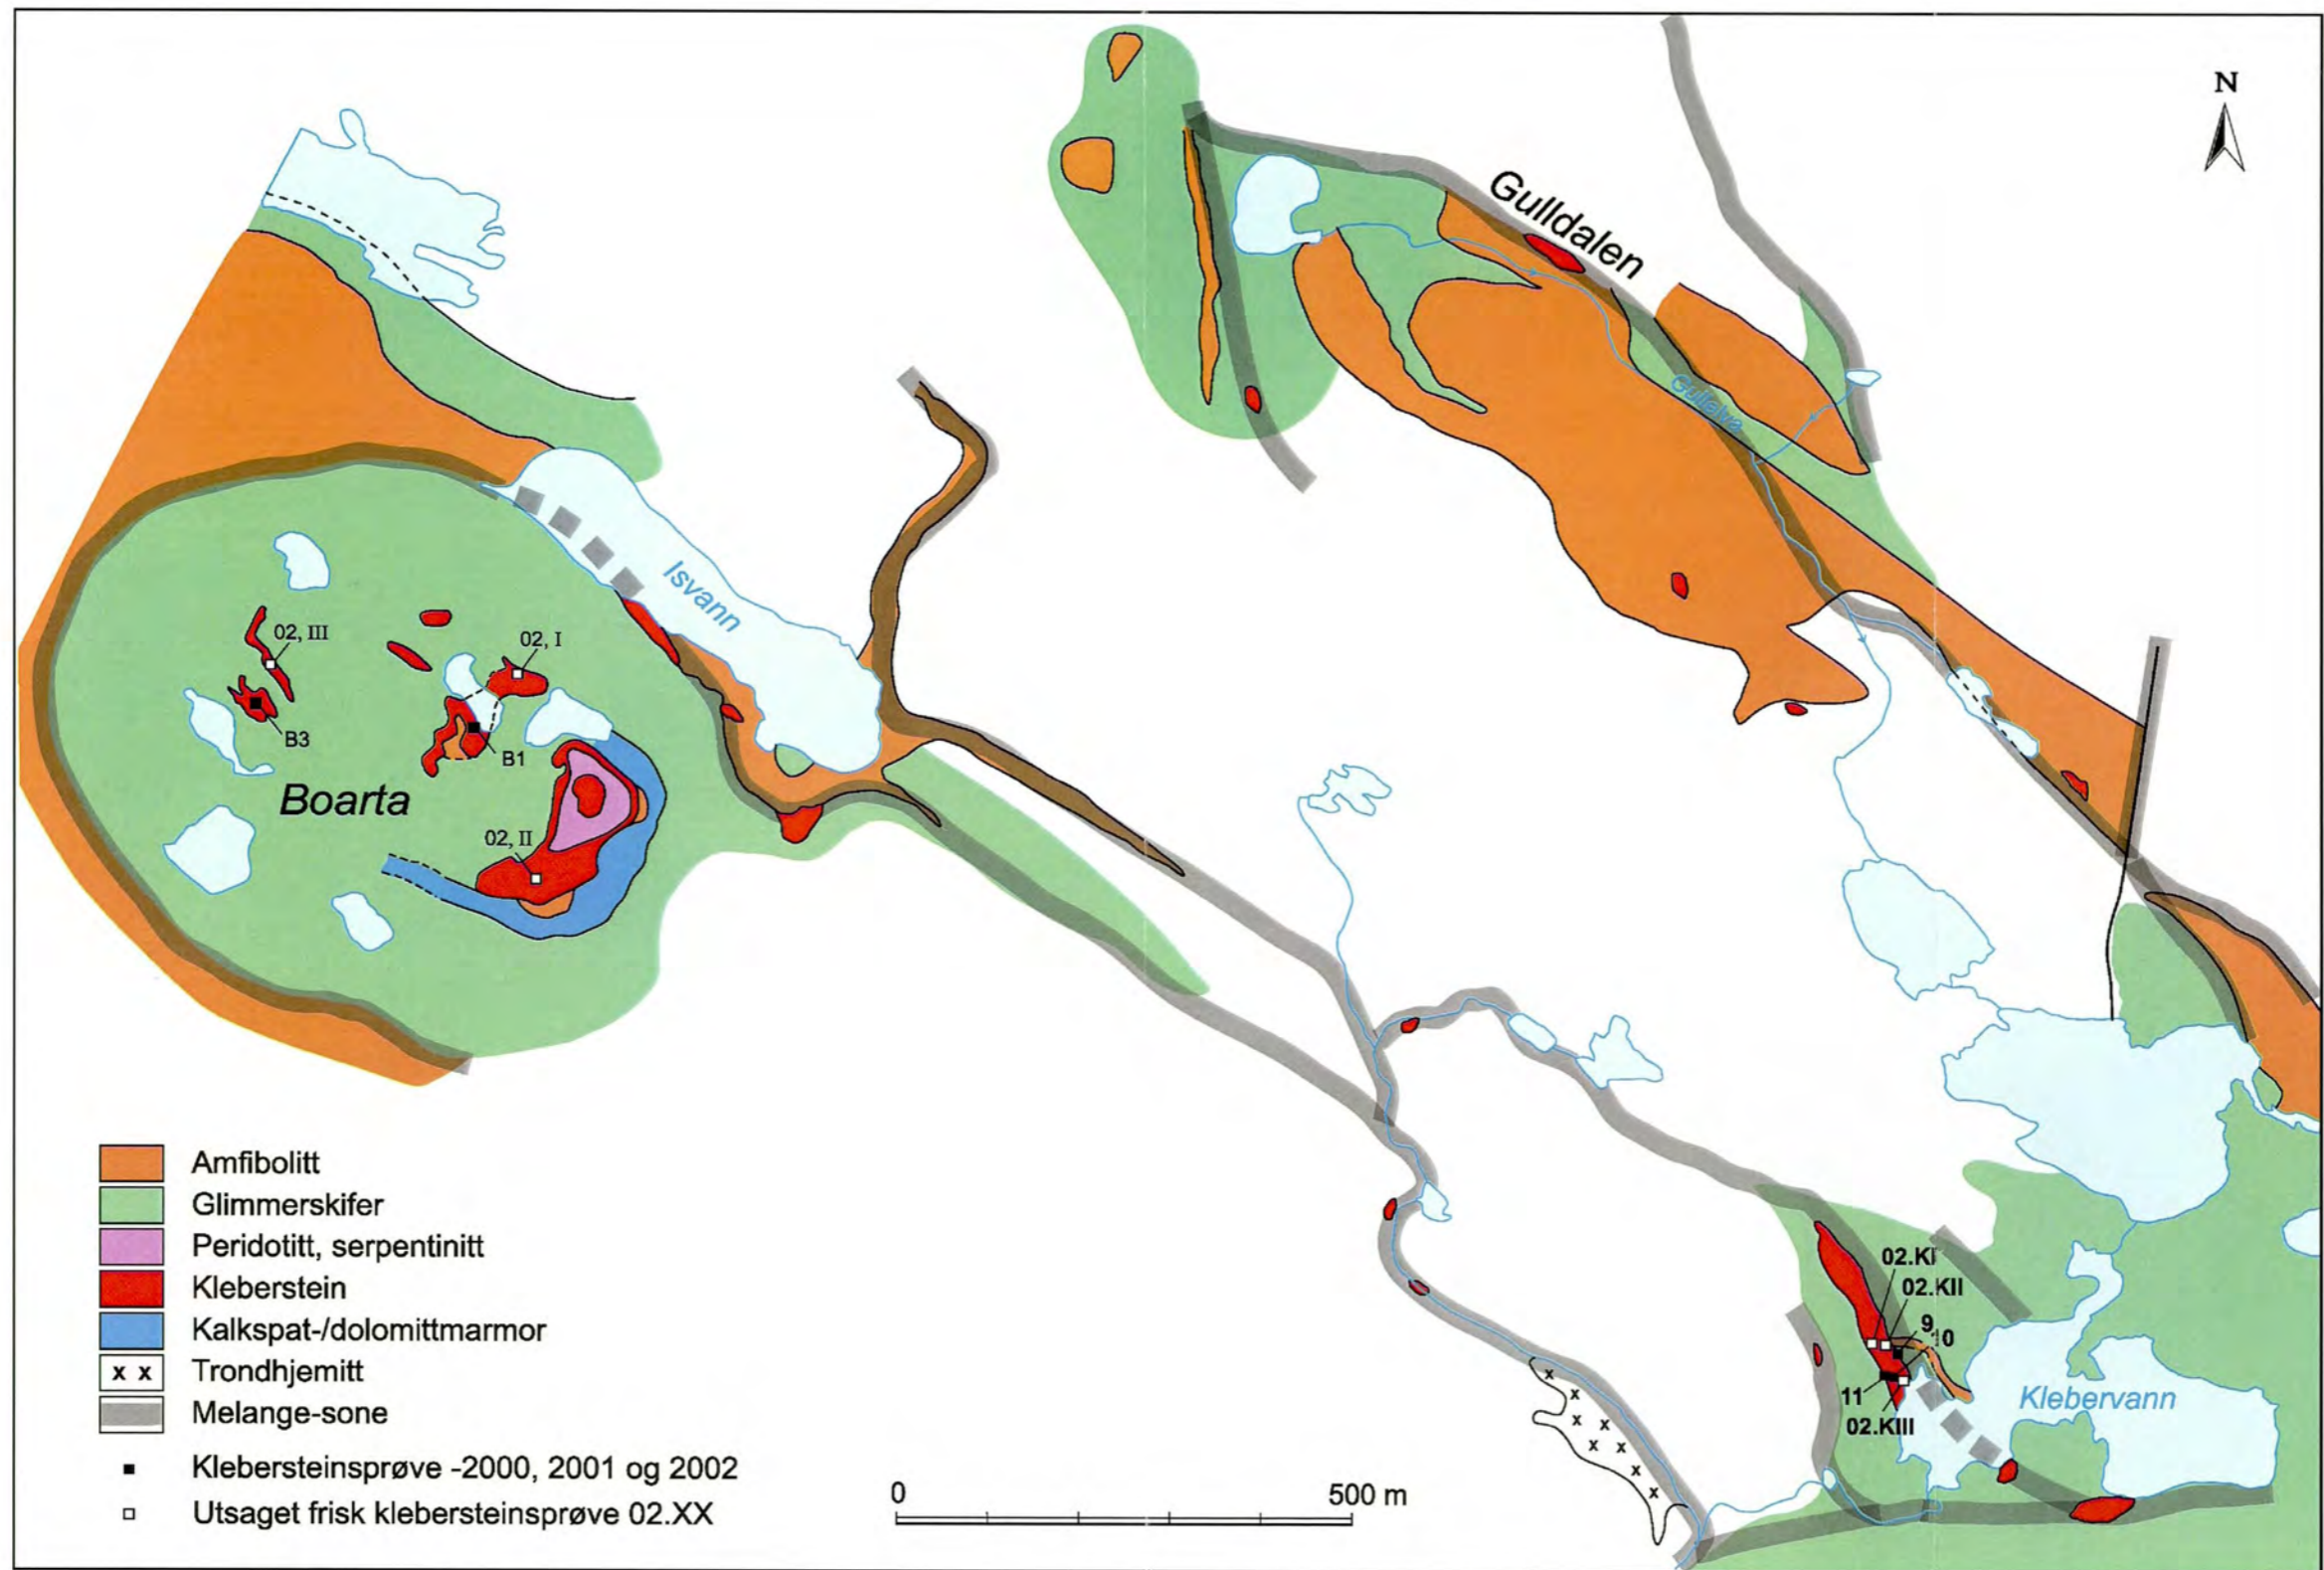 N
Gulldalen
Gullelva
Isvann
02, III
02, I
B3
B1
Boarta
02, II
Amfibolitt
Glimmerskifer
Peridotitt, serpentinitt
Kleberstein
Kalkspat-/dolomittmarmor
x x Trondhjemitt
Melange-sone
Klebersteinsprøve -2000, 2001 og 2002
Utsaget frisk klebersteinsprøve 02.XX
0 500 m
02.KI
02.KII
9
10
11
02.KIII
Klebervann